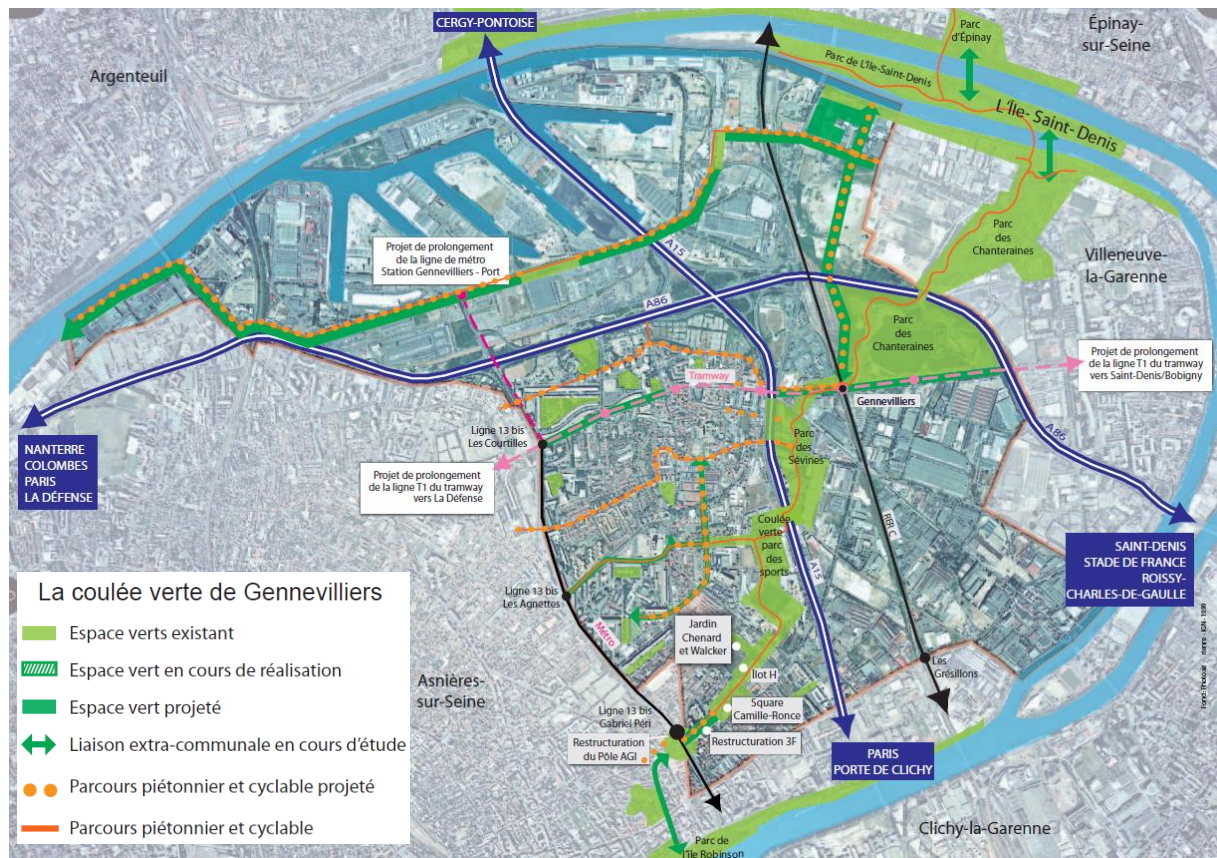 CERGY-PONTOISE
Parc
d'Épinay
Épinay-
sur-Seine
Argenteuil
Parc de L'Ile-Saint-Denis
L'Île- Saint- Denis
Projet de prolongement
de la ligne de métro
Station Gennevilliers - Port
A15
Parc
des
Chanteraines
Villeneuve-
la-Garenne
A86
Parc
des
Chanteraines
Projet de prolongement
de la ligne T1 du tramway
vers Saint-Denis/Bobigny
Tramway
Gennevilliers
Ligne 13 bis
Les Courtilles
A86
NANTERRE
COLOMBES
PARIS
LA DÉFENSE
Parc
des
Sévines
Projet de prolongement
de la ligne T1 du tramway
vers La Défense
Coulée
verte
parc
des
sports
RER C
SAINT-DENIS
STADE DE FRANCE
ROISSY-
CHARLES-DE-GAULLE
A15
La coulée verte de Gennevilliers
Espace verts existant
Espace vert en cours de réalisation
Espace vert projeté
Liaison extra-communale en cours d'étude
Parcours piétonnier et cyclable projeté
Parcours piétonnier et cyclable
Ligne 13 bis
Les Agnettes
Métro
Jardin
Chenard
et Walcker
Ilot H
Les
Grésillons
Asnières-
sur-Seine
Ligne 13 bis
Gabriel Péri
Square
Camille-Ronce
Restructuration
du Pôle AGI
Restructuration 3F
PARIS
PORTE DE CLICHY
Parc de
l'île Robinson
Clichy-la-Garenne